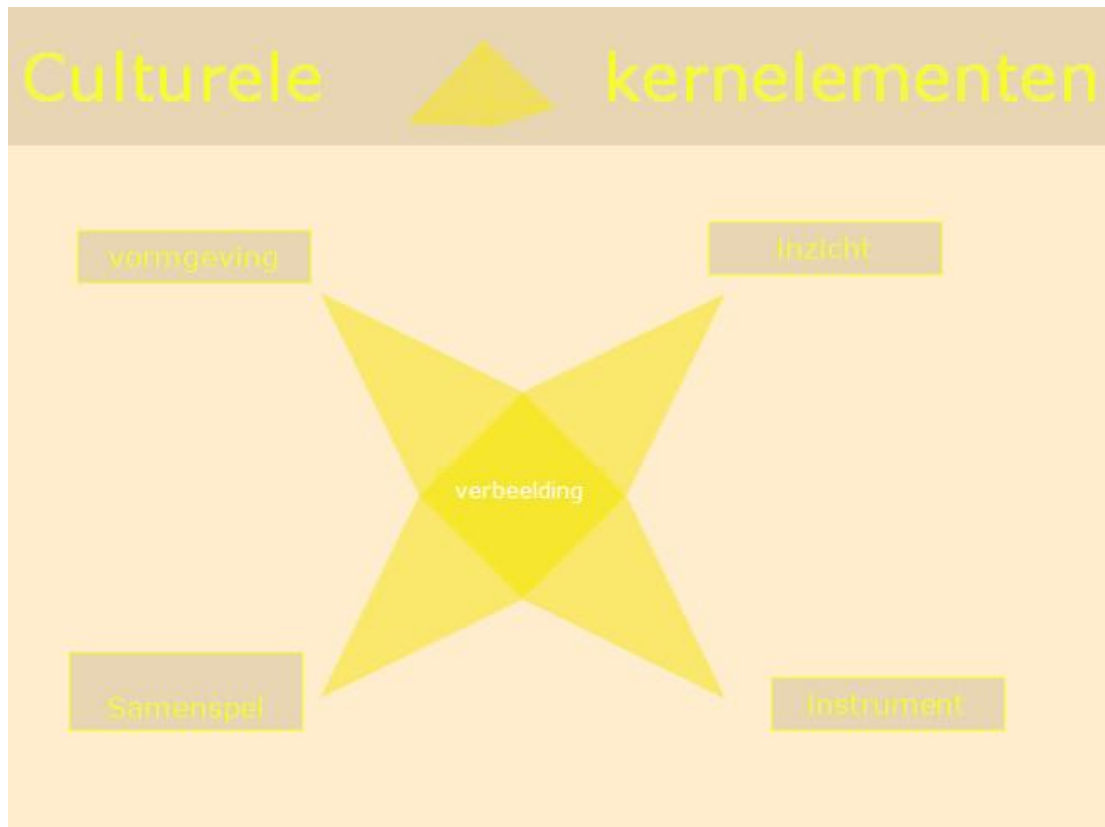 Culturele kernelementen
vormgeving
Inzicht
verbeelding
Samenspel
Instrument